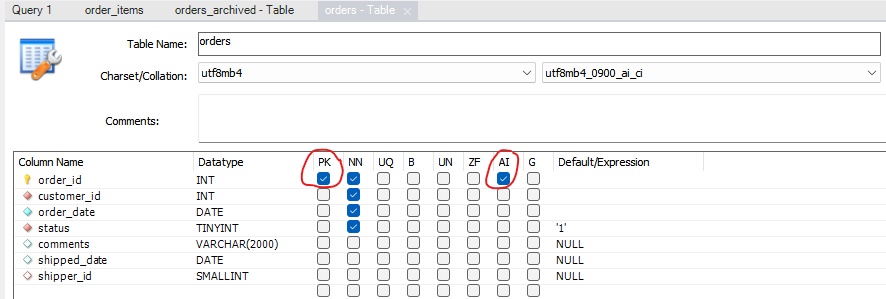 Query 1 order_items orders_archived - Table orders - Table
Table Name: orders
Charset/Collation: utf8mb4 utf8mb4_0900_ai_ci
Comments:
Column Name Datatype PK NN UQ B UN ZF AI G Default/Expression
order_id INT
customer_id INT
order_date DATE
status TINYINT '1'
comments VARCHAR(2000) NULL
shipped_date DATE NULL
shipper_id SMALLINT NULL